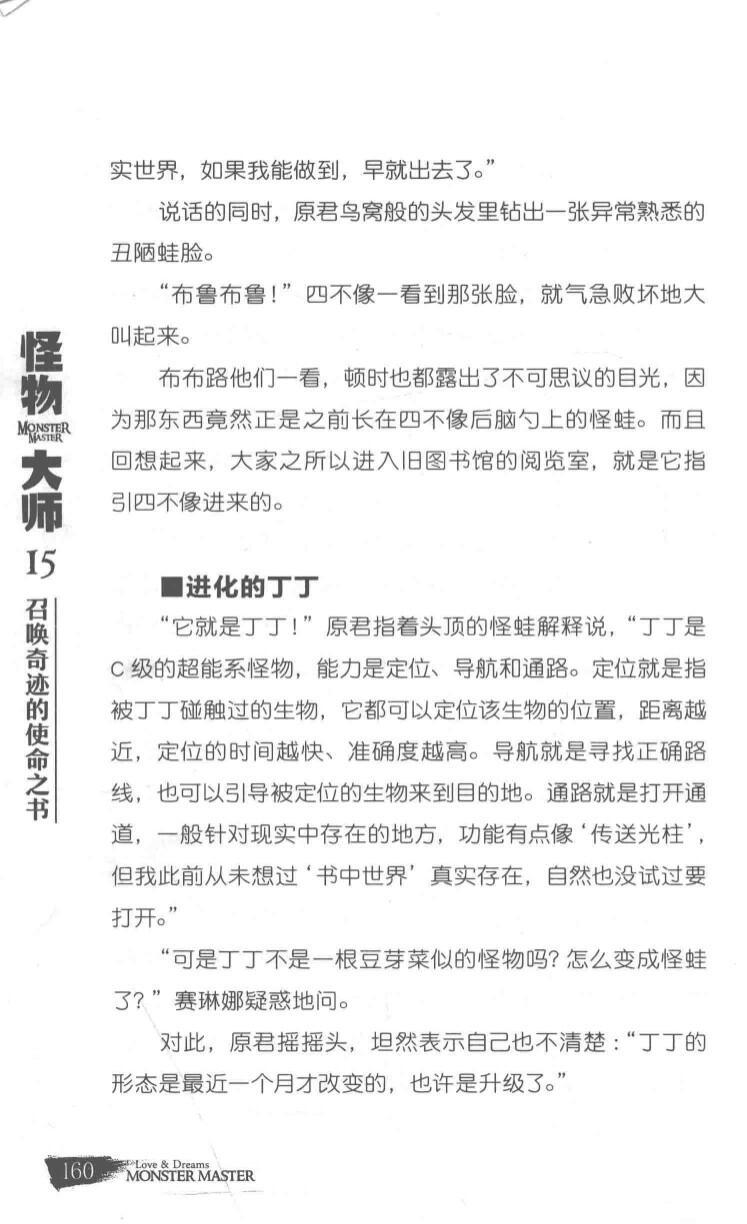 实世界，如果我能做到，早就出去了。”
说话的同时，原君鸟窝般的头发里钻出一张异常熟悉的
丑陋蛙脸。
“布鲁布鲁！”四不像一看到那张脸，就气急败坏地大
叫起来。
布布路他们一看，顿时也都露出了不可思议的目光，因
为那东西竟然正是之前长在四不像后脑勺上的怪蛙。而且
回想起来，大家之所以进入旧图书馆的阅览室，就是它指
引四不像进来的。
■进化的丁丁
“它就是丁丁！”原君指着头顶的怪蛙解释说，“丁丁是
C 级的超能系怪物，能力是定位、导航和通路。定位就是指
被丁丁碰触过的生物，它都可以定位该生物的位置，距离越
近，定位的时间越快、准确度越高。导航就是寻找正确路
线，也可以引导被定位的生物来到目的地。通路就是打开通
道，一般针对现实中存在的地方，功能有点像‘传送光柱’，
但我此前从未想过‘书中世界’真实存在，自然也没试过要
打开。”
“可是丁丁不是一根豆芽菜似的怪物吗？怎么变成怪蛙
了？”赛琳娜疑惑地问。
对此，原君摇摇头，坦然表示自己也不清楚：“丁丁的
形态是最近一个月才改变的，也许是升级了。”
怪物
MONSTER
MASTER
大师
15
召唤奇迹的使命之书
160
Love & Dreams
MONSTER MASTER